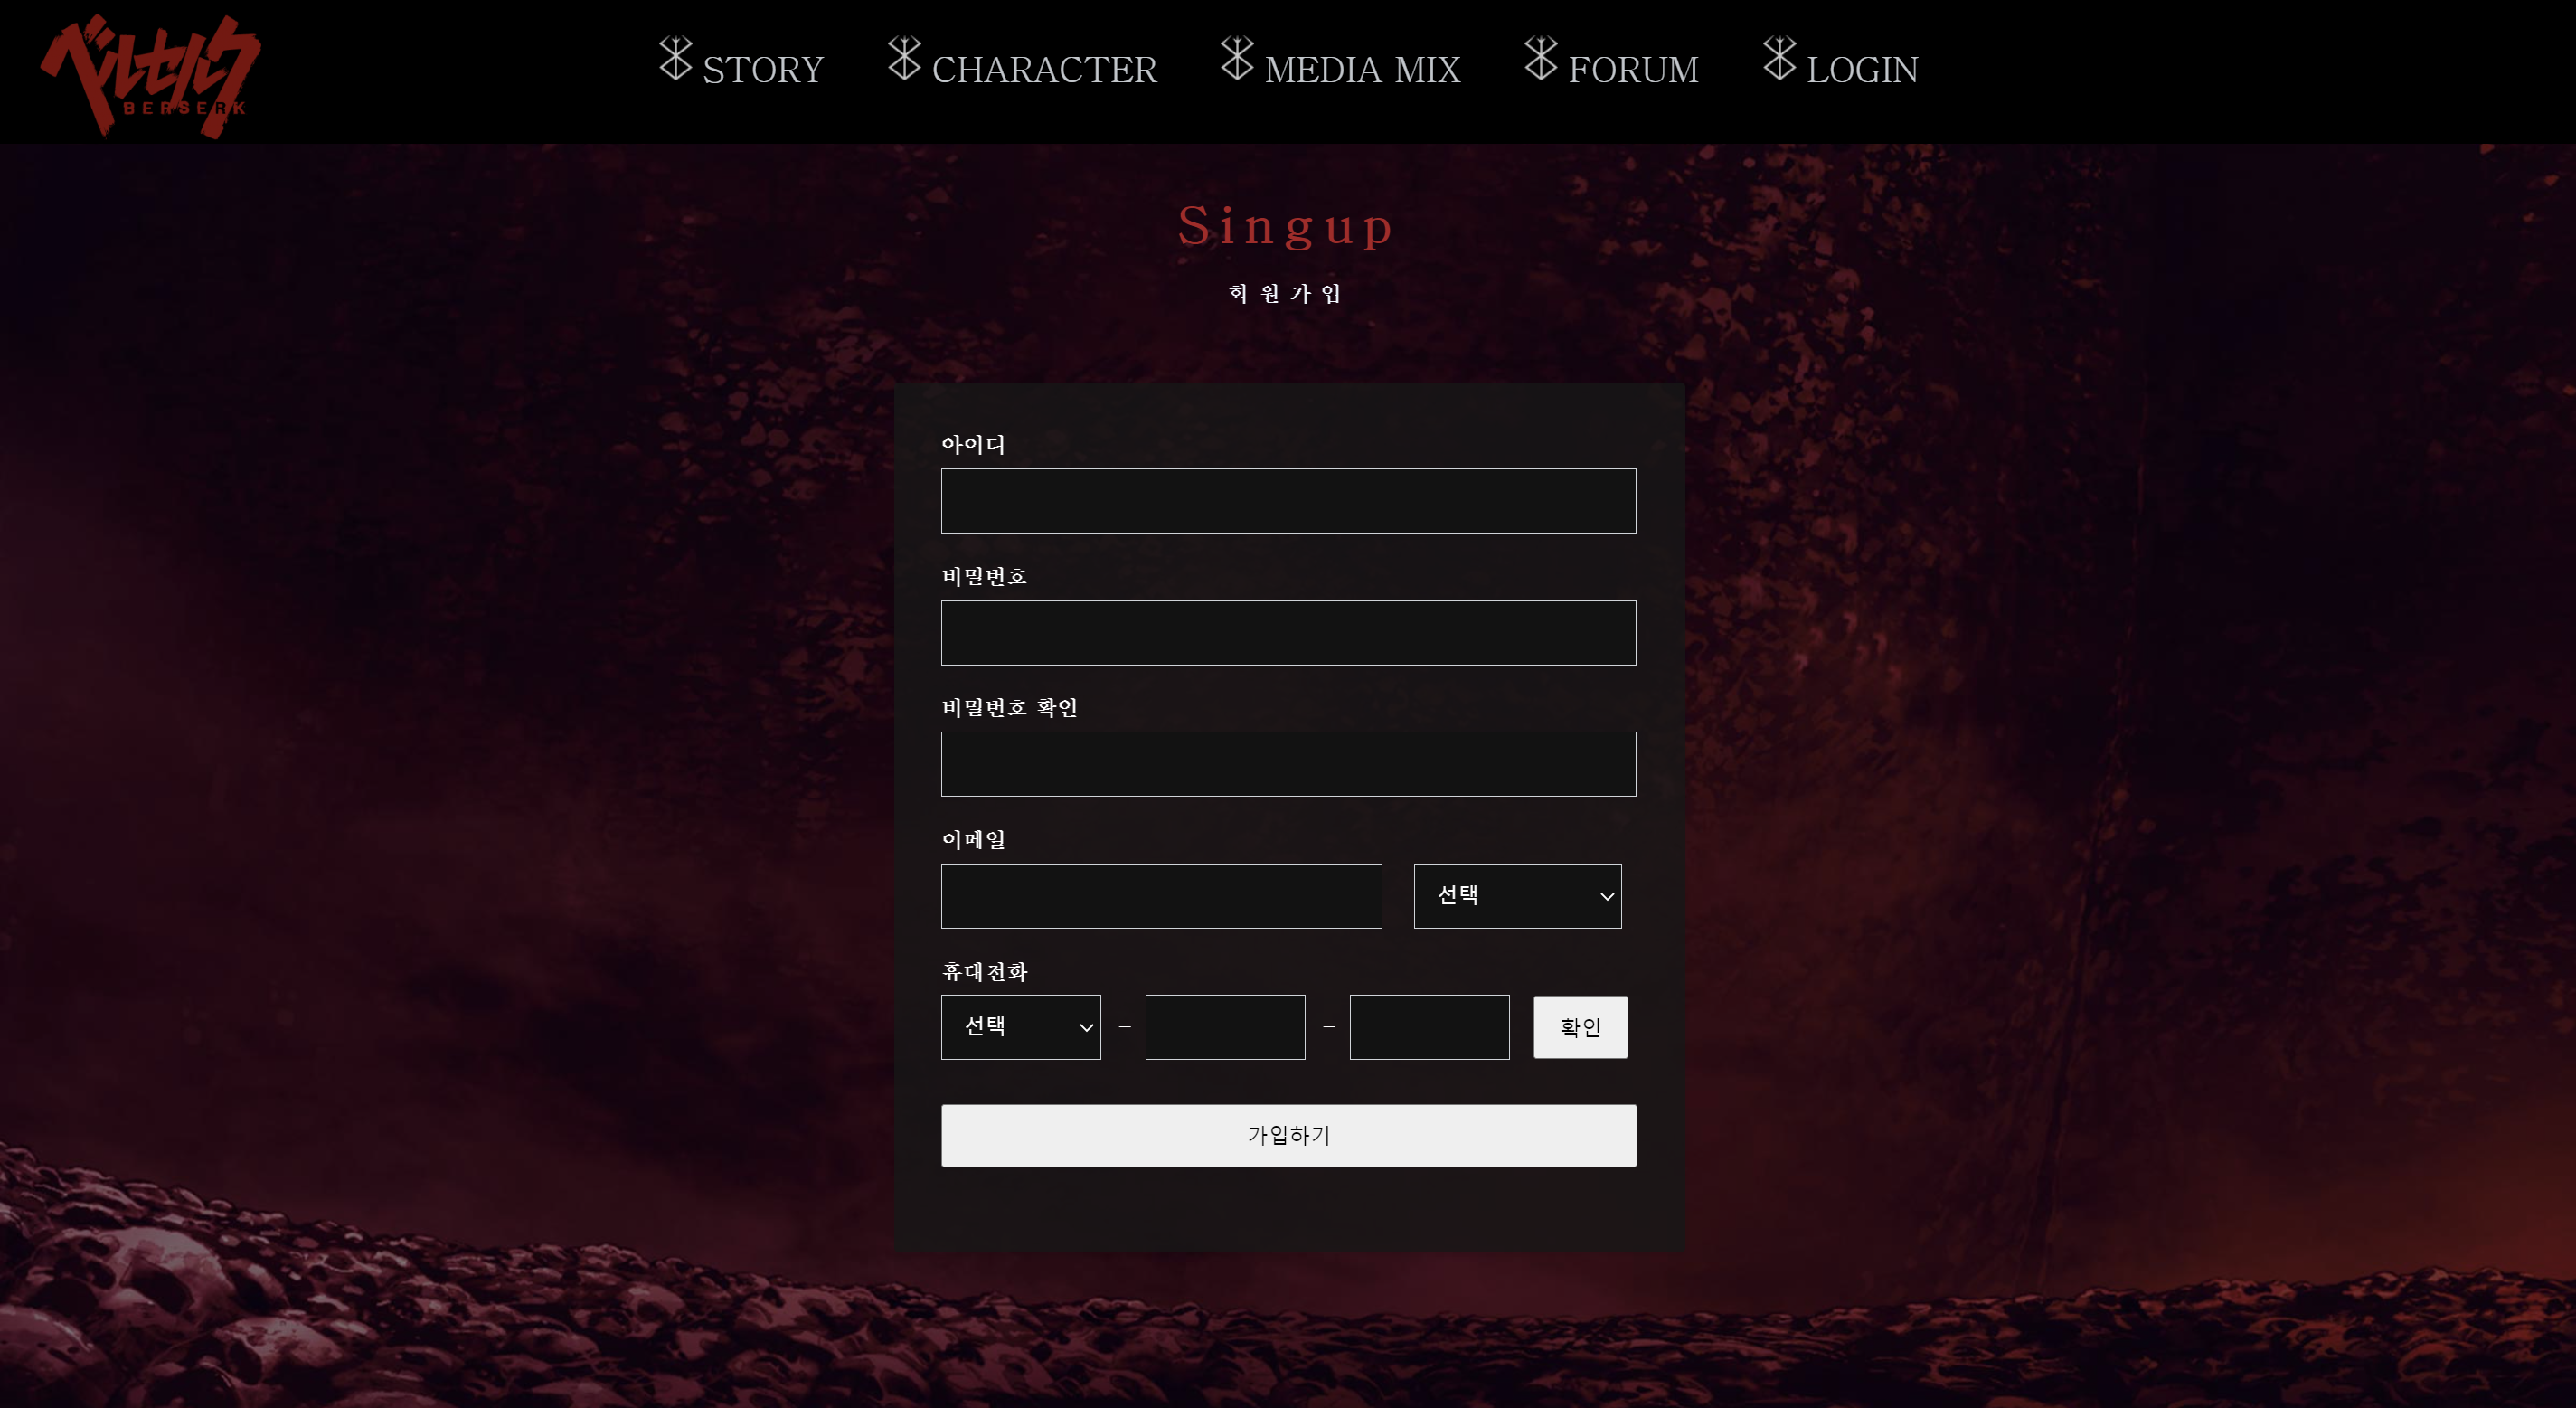 ベルセルク
BERSERK
STORY
CHARACTER
MEDIA MIX
FORUM
LOGIN
Singup
회원가입
아이디
비밀번호
비밀번호 확인
이메일
선택
휴대전화
선택 - - 확인
가입하기